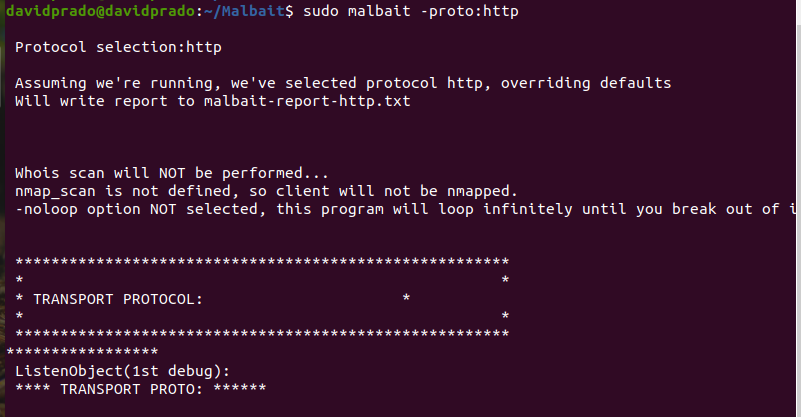 davidprado@davidprado:~/Malbait$ sudo malbait -proto:http
Protocol selection:http
Assuming we're running, we've selected protocol http, overriding defaults
Will write report to malbait-report-http.txt
Whois scan will NOT be performed...
nmap_scan is not defined, so client will not be nmapped.
-noloop option NOT selected, this program will loop infinitely until you break out of i
*******************************************************
*                                                     *
* TRANSPORT PROTOCOL:                      *
*                                                     *
*******************************************************
*****************
ListenObject(1st debug):
**** TRANSPORT PROTO: ******